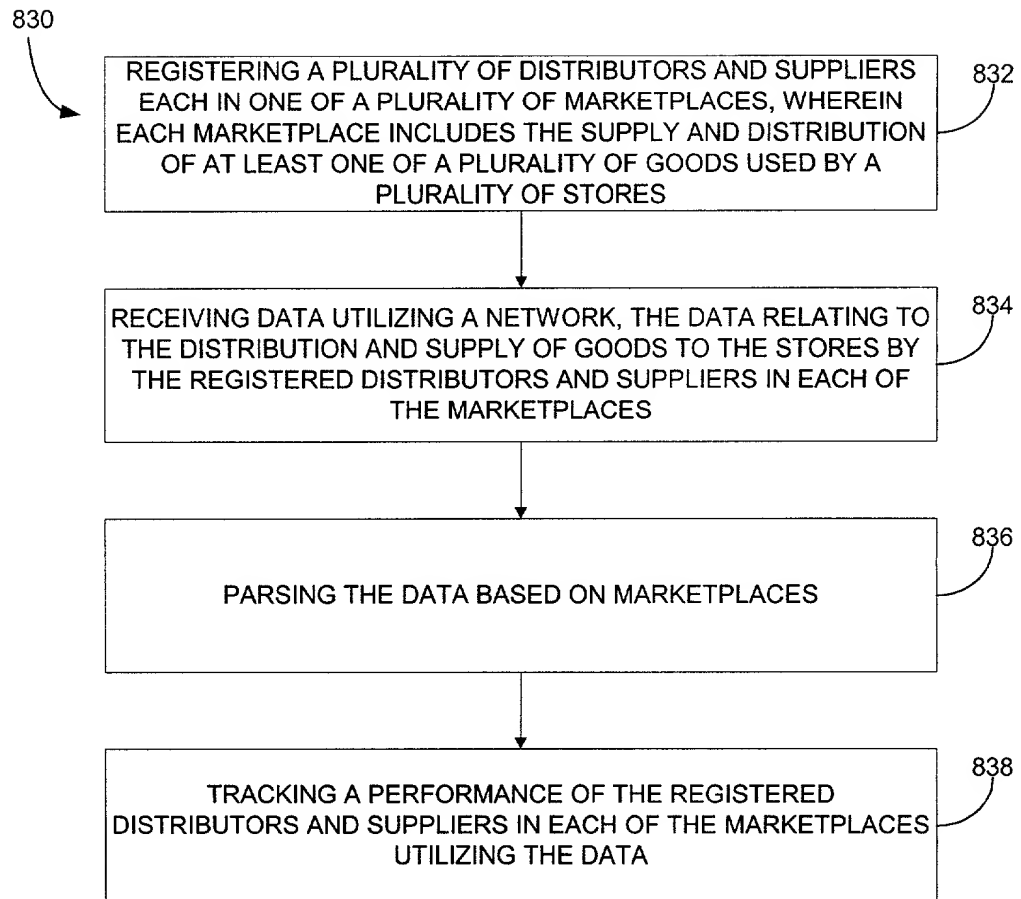 830
REGISTERING A PLURALITY OF DISTRIBUTORS AND SUPPLIERS
EACH IN ONE OF A PLURALITY OF MARKETPLACES, WHEREIN
EACH MARKETPLACE INCLUDES THE SUPPLY AND DISTRIBUTION
OF AT LEAST ONE OF A PLURALITY OF GOODS USED BY A
PLURALITY OF STORES
832
RECEIVING DATA UTILIZING A NETWORK, THE DATA RELATING TO
THE DISTRIBUTION AND SUPPLY OF GOODS TO THE STORES BY
THE REGISTERED DISTRIBUTORS AND SUPPLIERS IN EACH OF
THE MARKETPLACES
834
PARSING THE DATA BASED ON MARKETPLACES
836
TRACKING A PERFORMANCE OF THE REGISTERED
DISTRIBUTORS AND SUPPLIERS IN EACH OF THE MARKETPLACES
UTILIZING THE DATA
838